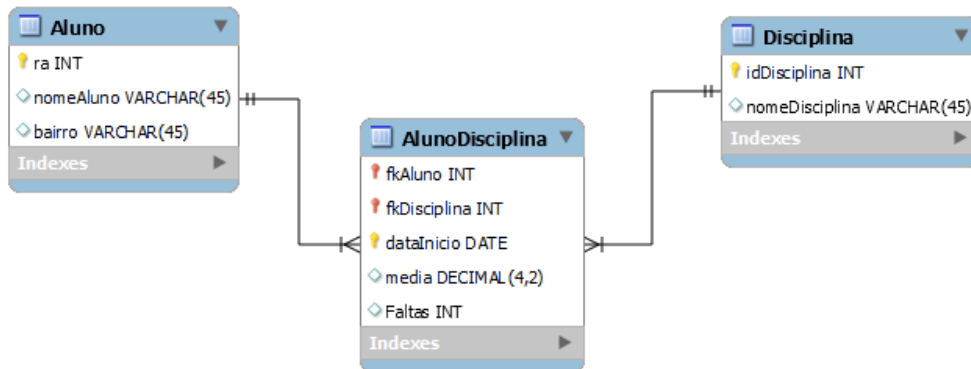 Aluno
ra INT
nomeAluno VARCHAR(45)
bairro VARCHAR(45)
Indexes
AlunoDisciplina
fkAluno INT
fkDisciplina INT
dataInicio DATE
media DECIMAL(4,2)
Faltas INT
Indexes
Disciplina
idDisciplina INT
nomeDisciplina VARCHAR(45)
Indexes